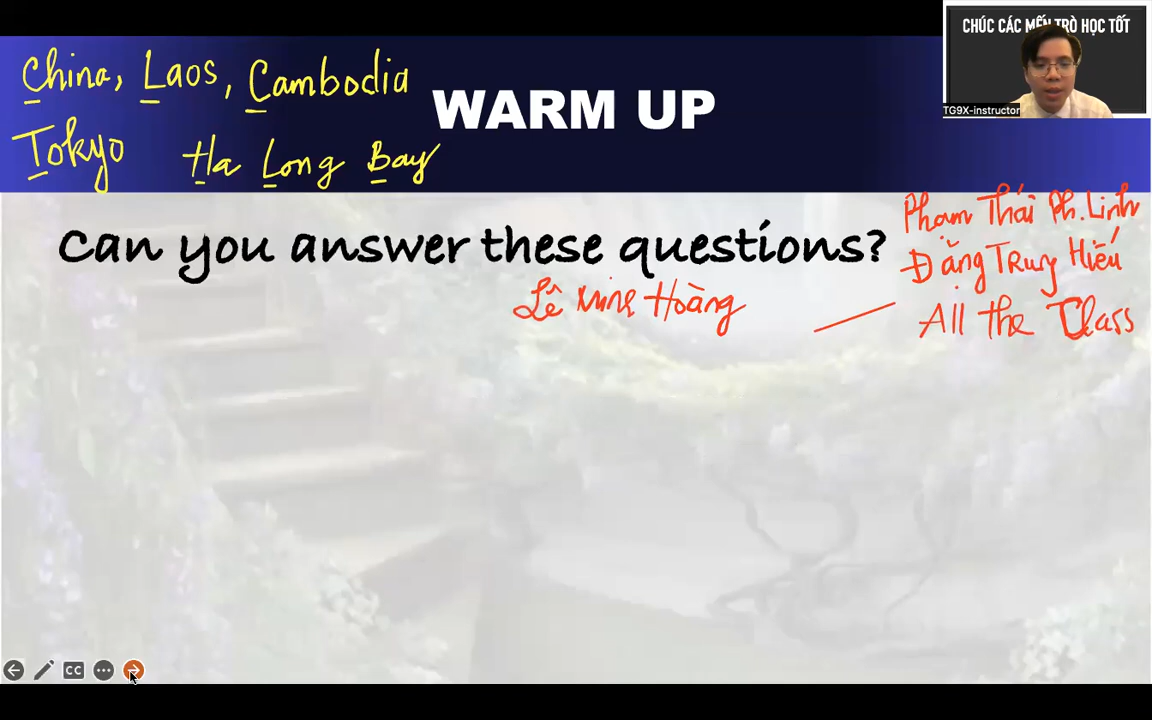 CHÚC CÁC MẾN TRÒ HỌC TỐT
TG9X-instructor
China, Laos, Cambodia
WARM UP
Tokyo Ha Long Bay
Phạm Thái Ph. Linh
Can you answer these questions?
Đặng Trung Hiếu
Lê Minh Hoàng
All the Class
CC